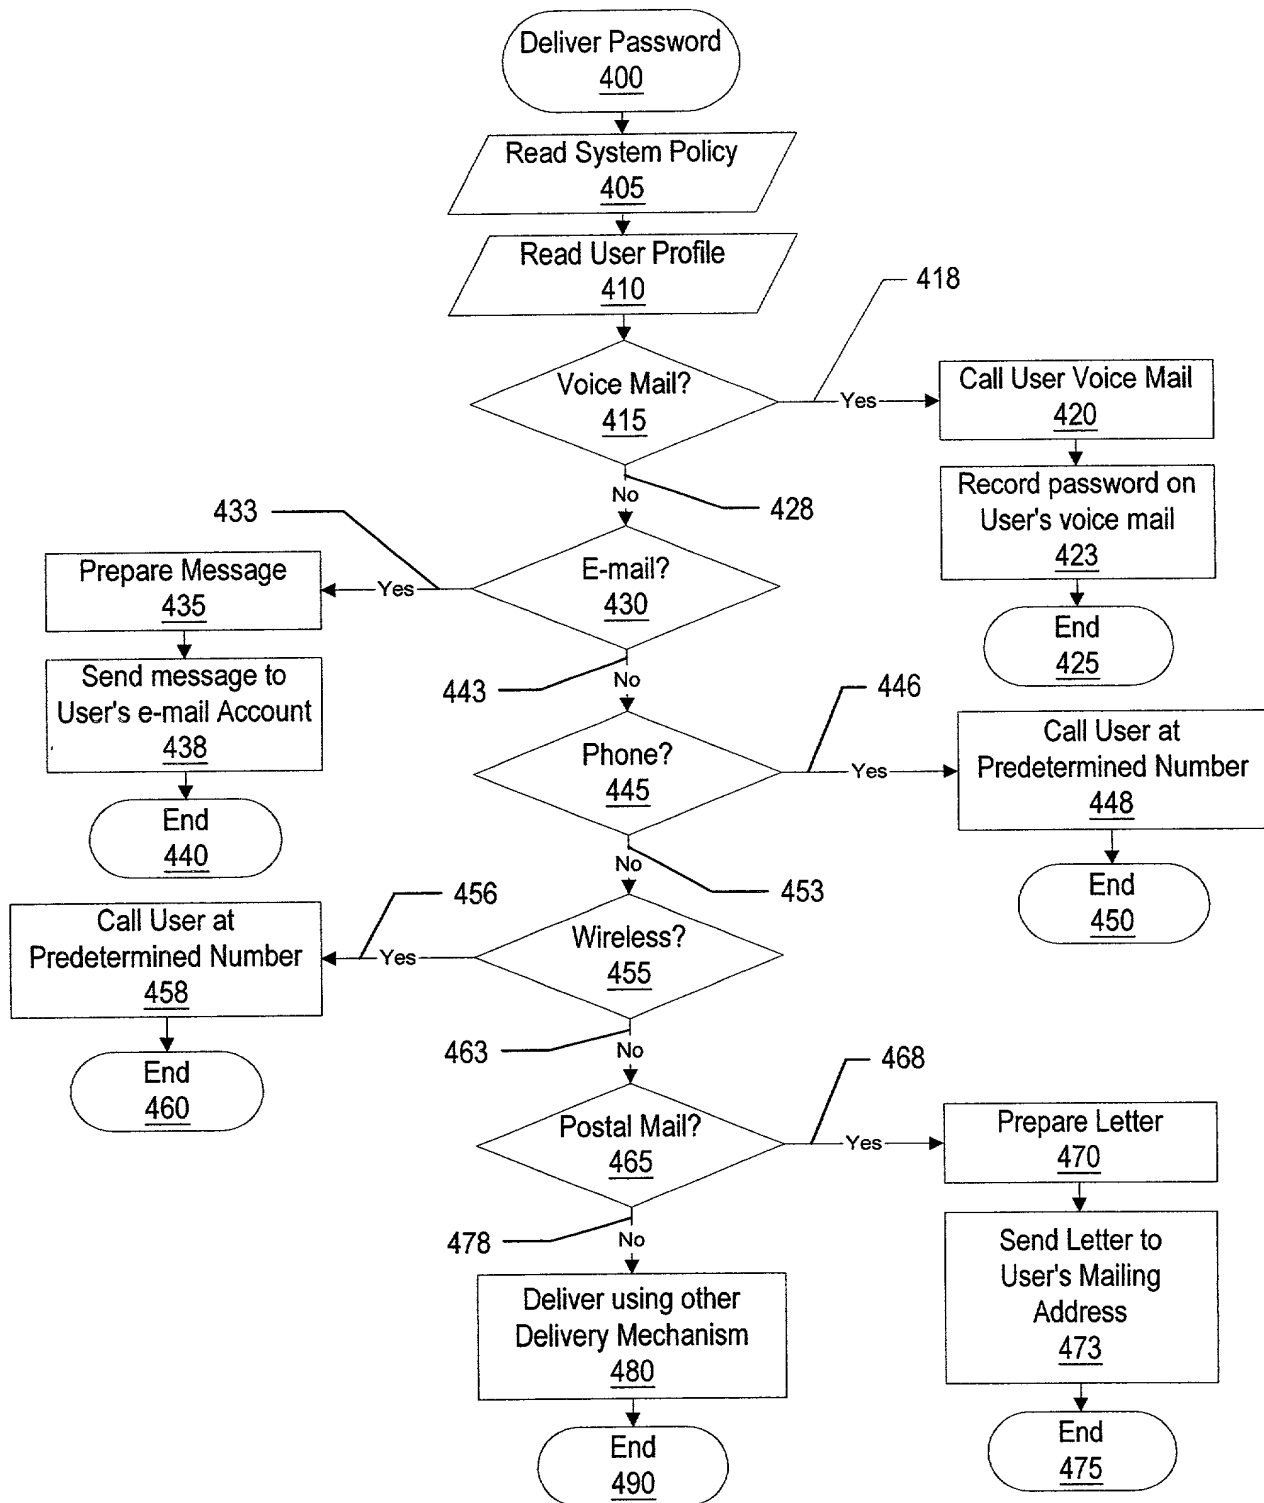 Deliver Password
400
Read System Policy
405
Read User Profile
410
418
Voice Mail?
415
Yes
Call User Voice Mail
420
No
428
Record password on
User's voice mail
423
End
425
433
E-mail?
430
Yes
Prepare Message
435
Send message to
User's e-mail Account
438
End
440
443
No
446
Phone?
445
Yes
Call User at
Predetermined Number
448
End
450
No
453
456
Wireless?
455
Yes
Call User at
Predetermined Number
458
End
460
463
No
468
Postal Mail?
465
Yes
Prepare Letter
470
Send Letter to
User's Mailing
Address
473
End
475
478
No
Deliver using other
Delivery Mechanism
480
End
490